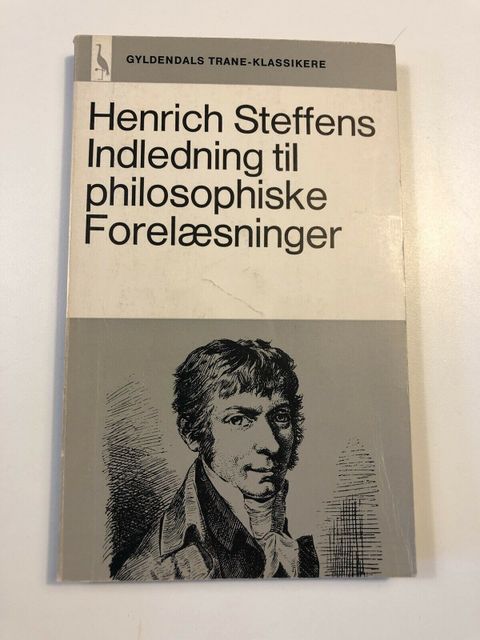 GYLDENDALS TRANE-KLASSIKERE
Henrich Steffens
Indledning til
philosophiske
Forelæsninger